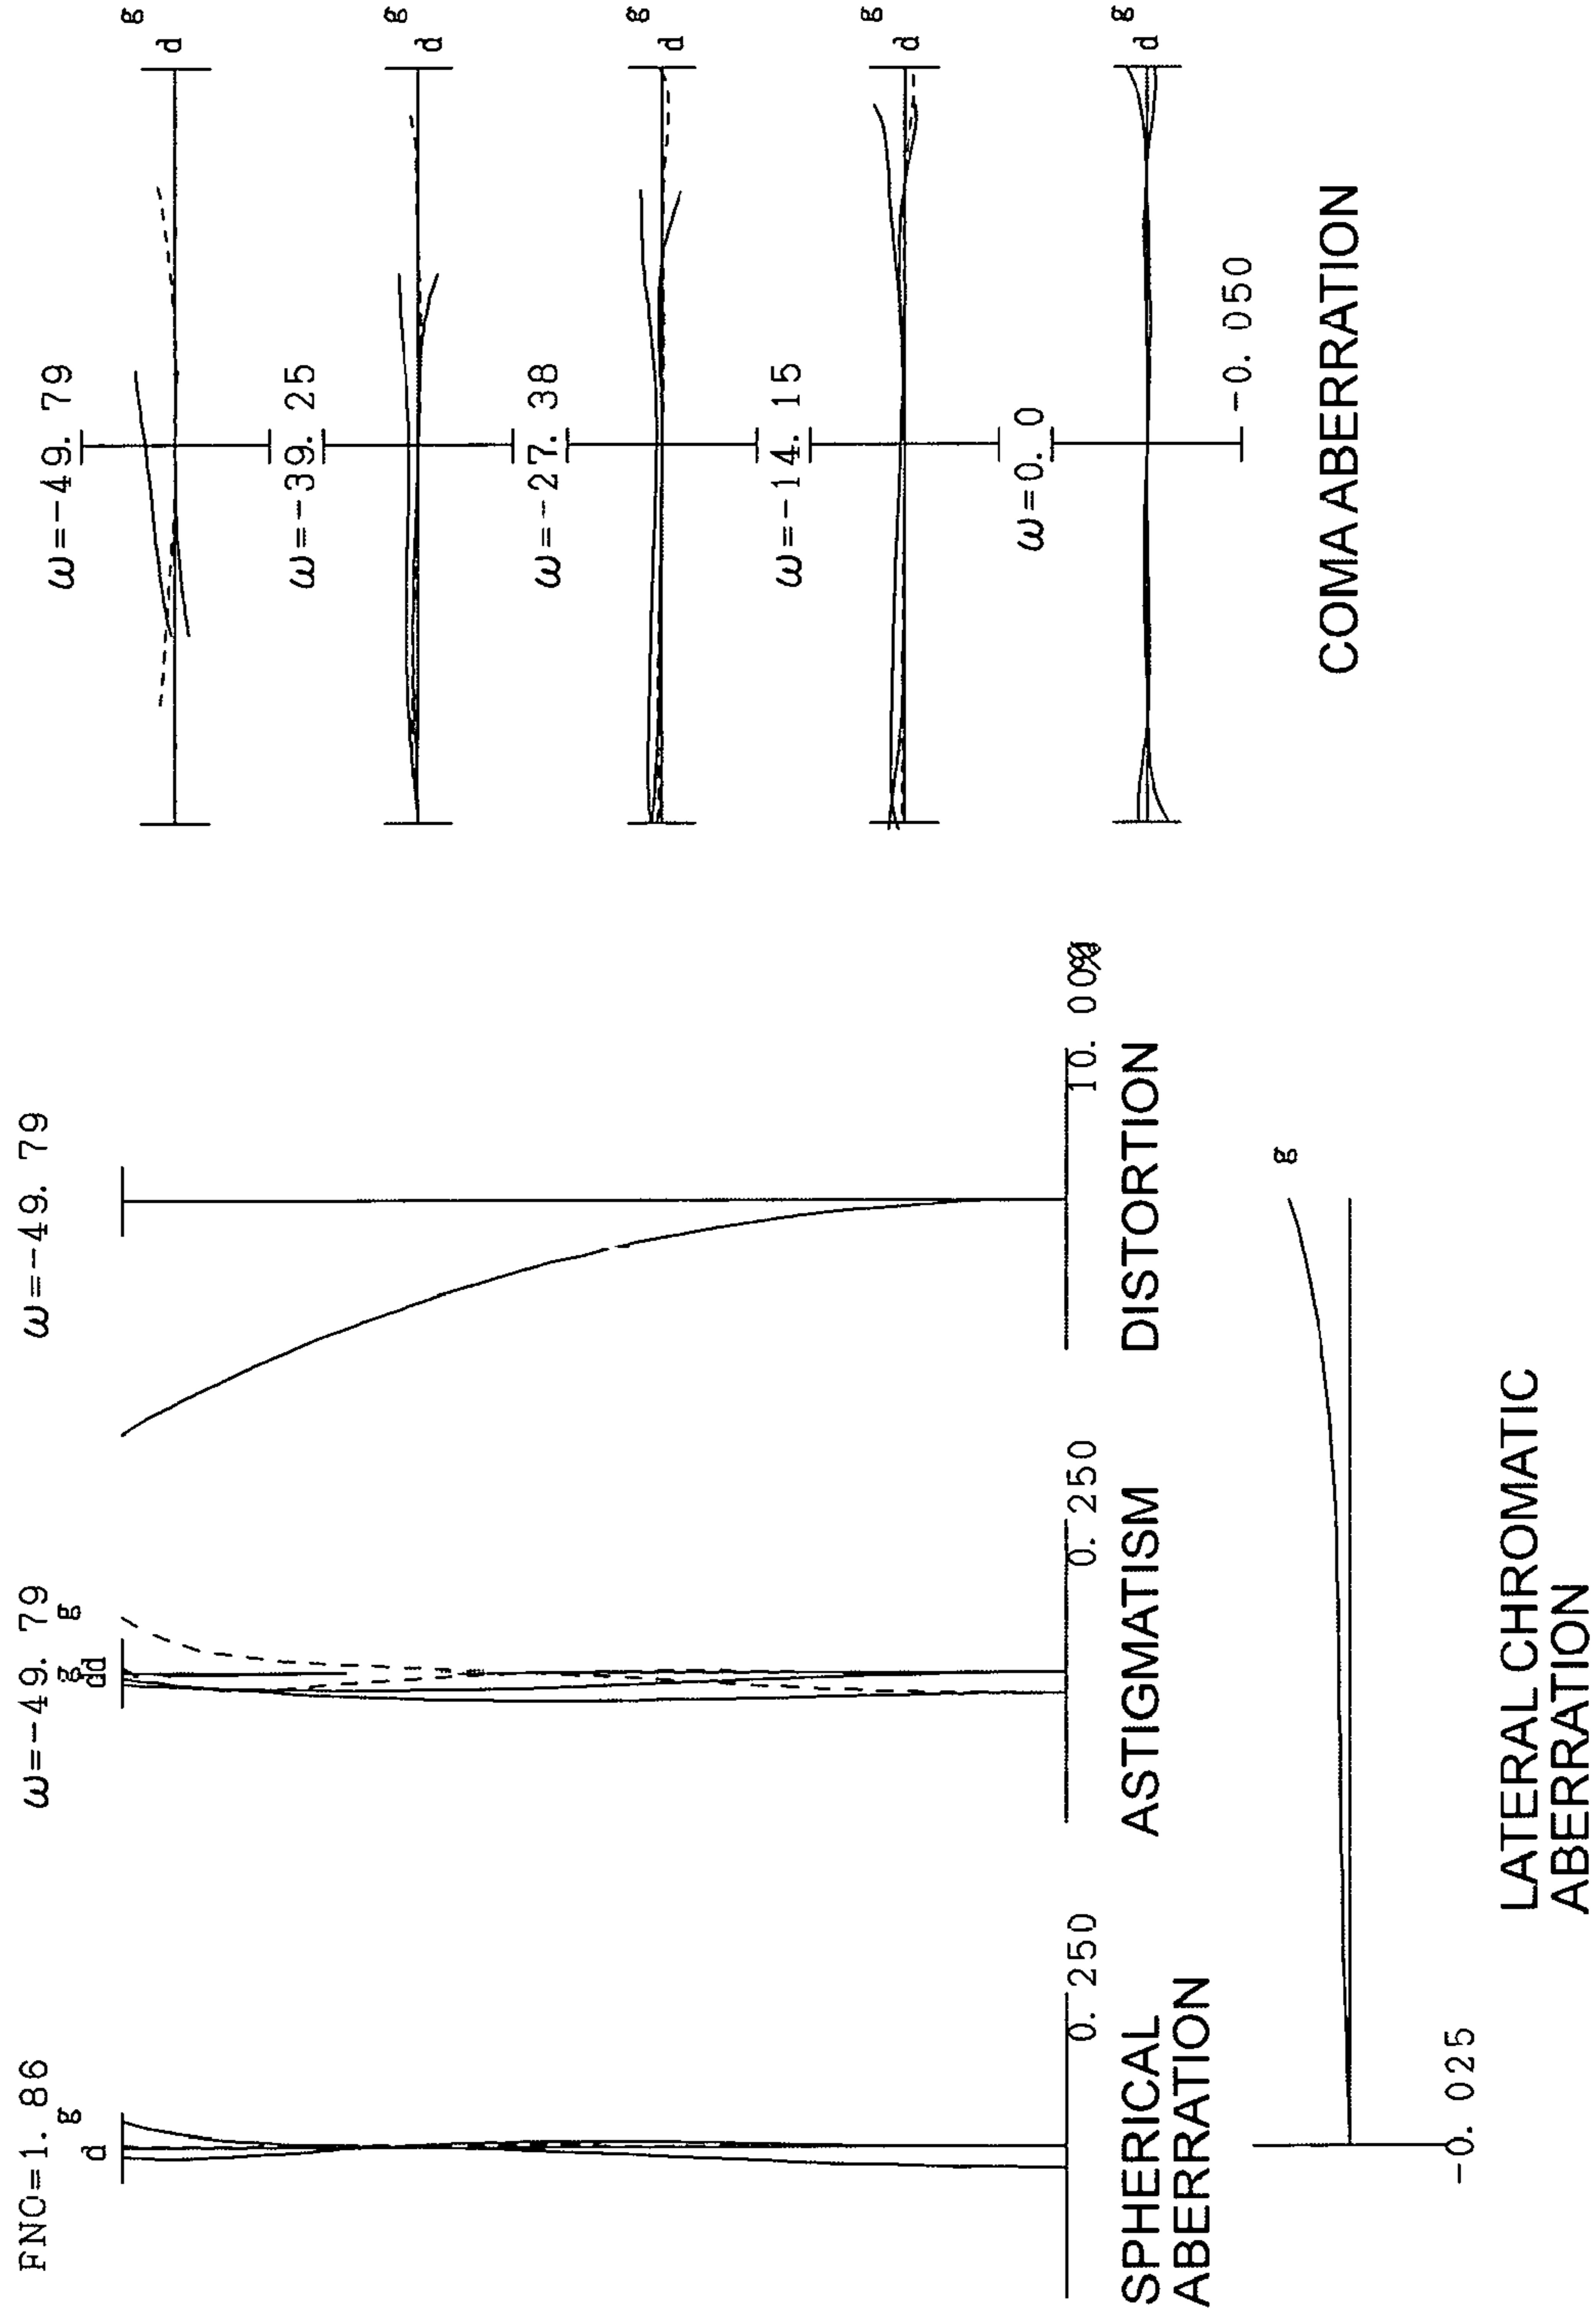 FNO=1. 86
g
d
0. 250
SPHERICAL
ABERRATION
ω=-49. 79
g
g
d
d
0. 250
ASTIGMATISM
ω=-49. 79
10. 00%
DISTORTION
ω=-49. 79
g
d
ω=-39. 25
g
d
ω=-27. 38
g
d
ω=-14. 15
g
d
ω=0. 0
g
d
-0. 050
COMA ABERRATION
g
-0. 025
LATERAL CHROMATIC
ABERRATION